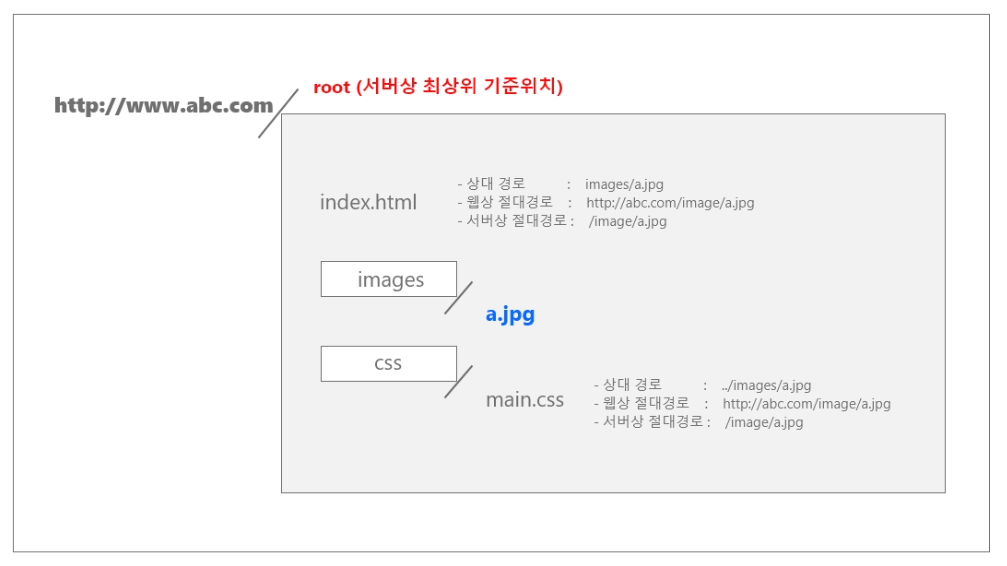 root (서버상 최상위 기준위치)
http://www.abc.com
index.html
- 상대 경로 : images/a.jpg
- 웹상 절대경로 : http://abc.com/image/a.jpg
- 서버상 절대경로 : /image/a.jpg
images
a.jpg
css
main.css
- 상대 경로 : ../images/a.jpg
- 웹상 절대경로 : http://abc.com/image/a.jpg
- 서버상 절대경로 : /image/a.jpg